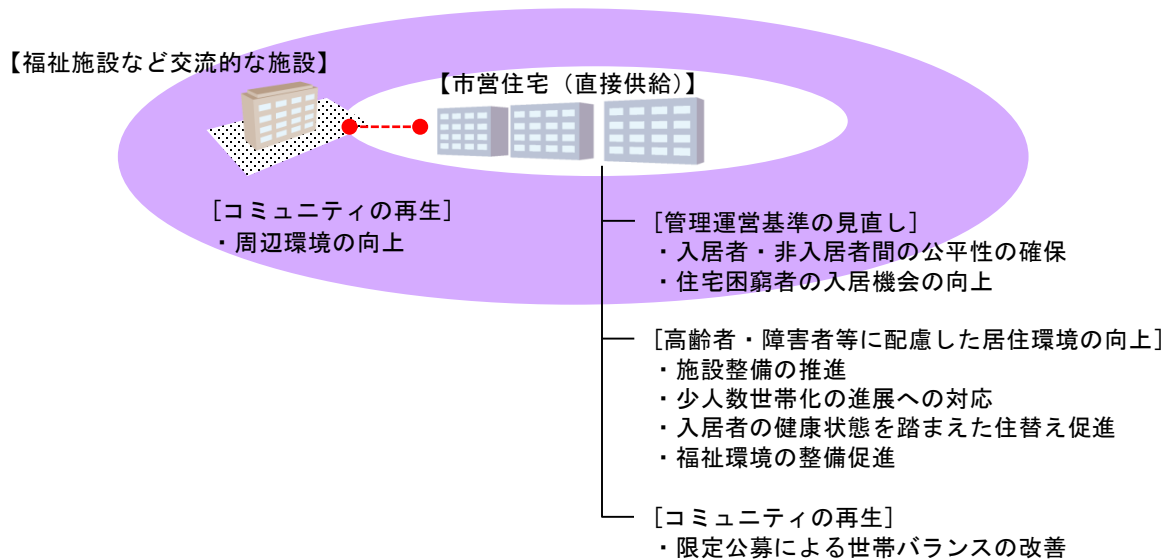 【福祉施設など交流的な施設】
【市営住宅（直接供給）】
［コミュニティの再生］
・周辺環境の向上
［管理運営基準の見直し］
・入居者・非入居者間の公平性の確保
・住宅困窮者の入居機会の向上
［高齢者・障害者等に配慮した居住環境の向上］
・施設整備の推進
・少人数世帯化の進展への対応
・入居者の健康状態を踏まえた住替え促進
・福祉環境の整備促進
［コミュニティの再生］
・限定公募による世帯バランスの改善